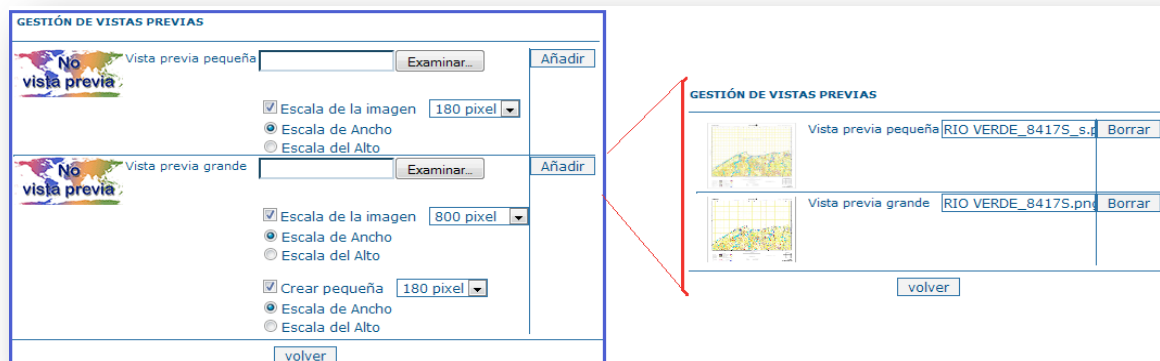 GESTIÓN DE VISTAS PREVIAS
No vista previa
Vista previa pequeña
Examinar...
Añadir
Escala de la imagen 180 pixel
Escala de Ancho
Escala del Alto
No vista previa
Vista previa grande
Examinar...
Añadir
Escala de la imagen 800 pixel
Escala de Ancho
Escala del Alto
Crear pequeña 180 pixel
Escala de Ancho
Escala del Alto
volver
GESTIÓN DE VISTAS PREVIAS
Vista previa pequeña RIO VERDE_8417S_s.p Borrar
Vista previa grande RIO VERDE_8417S.png Borrar
volver